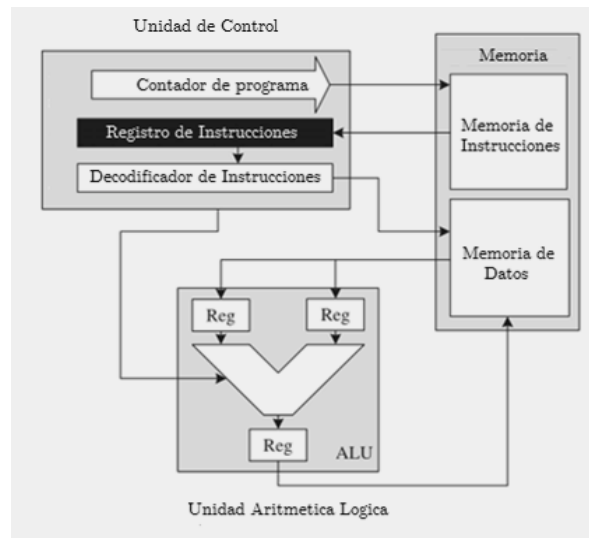 Unidad de Control
Memoria
Contador de programa
Registro de Instrucciones
Decodificador de Instrucciones
Memoria de
Instrucciones
Memoria de
Datos
Reg
Reg
Reg
ALU
Unidad Aritmetica Logica